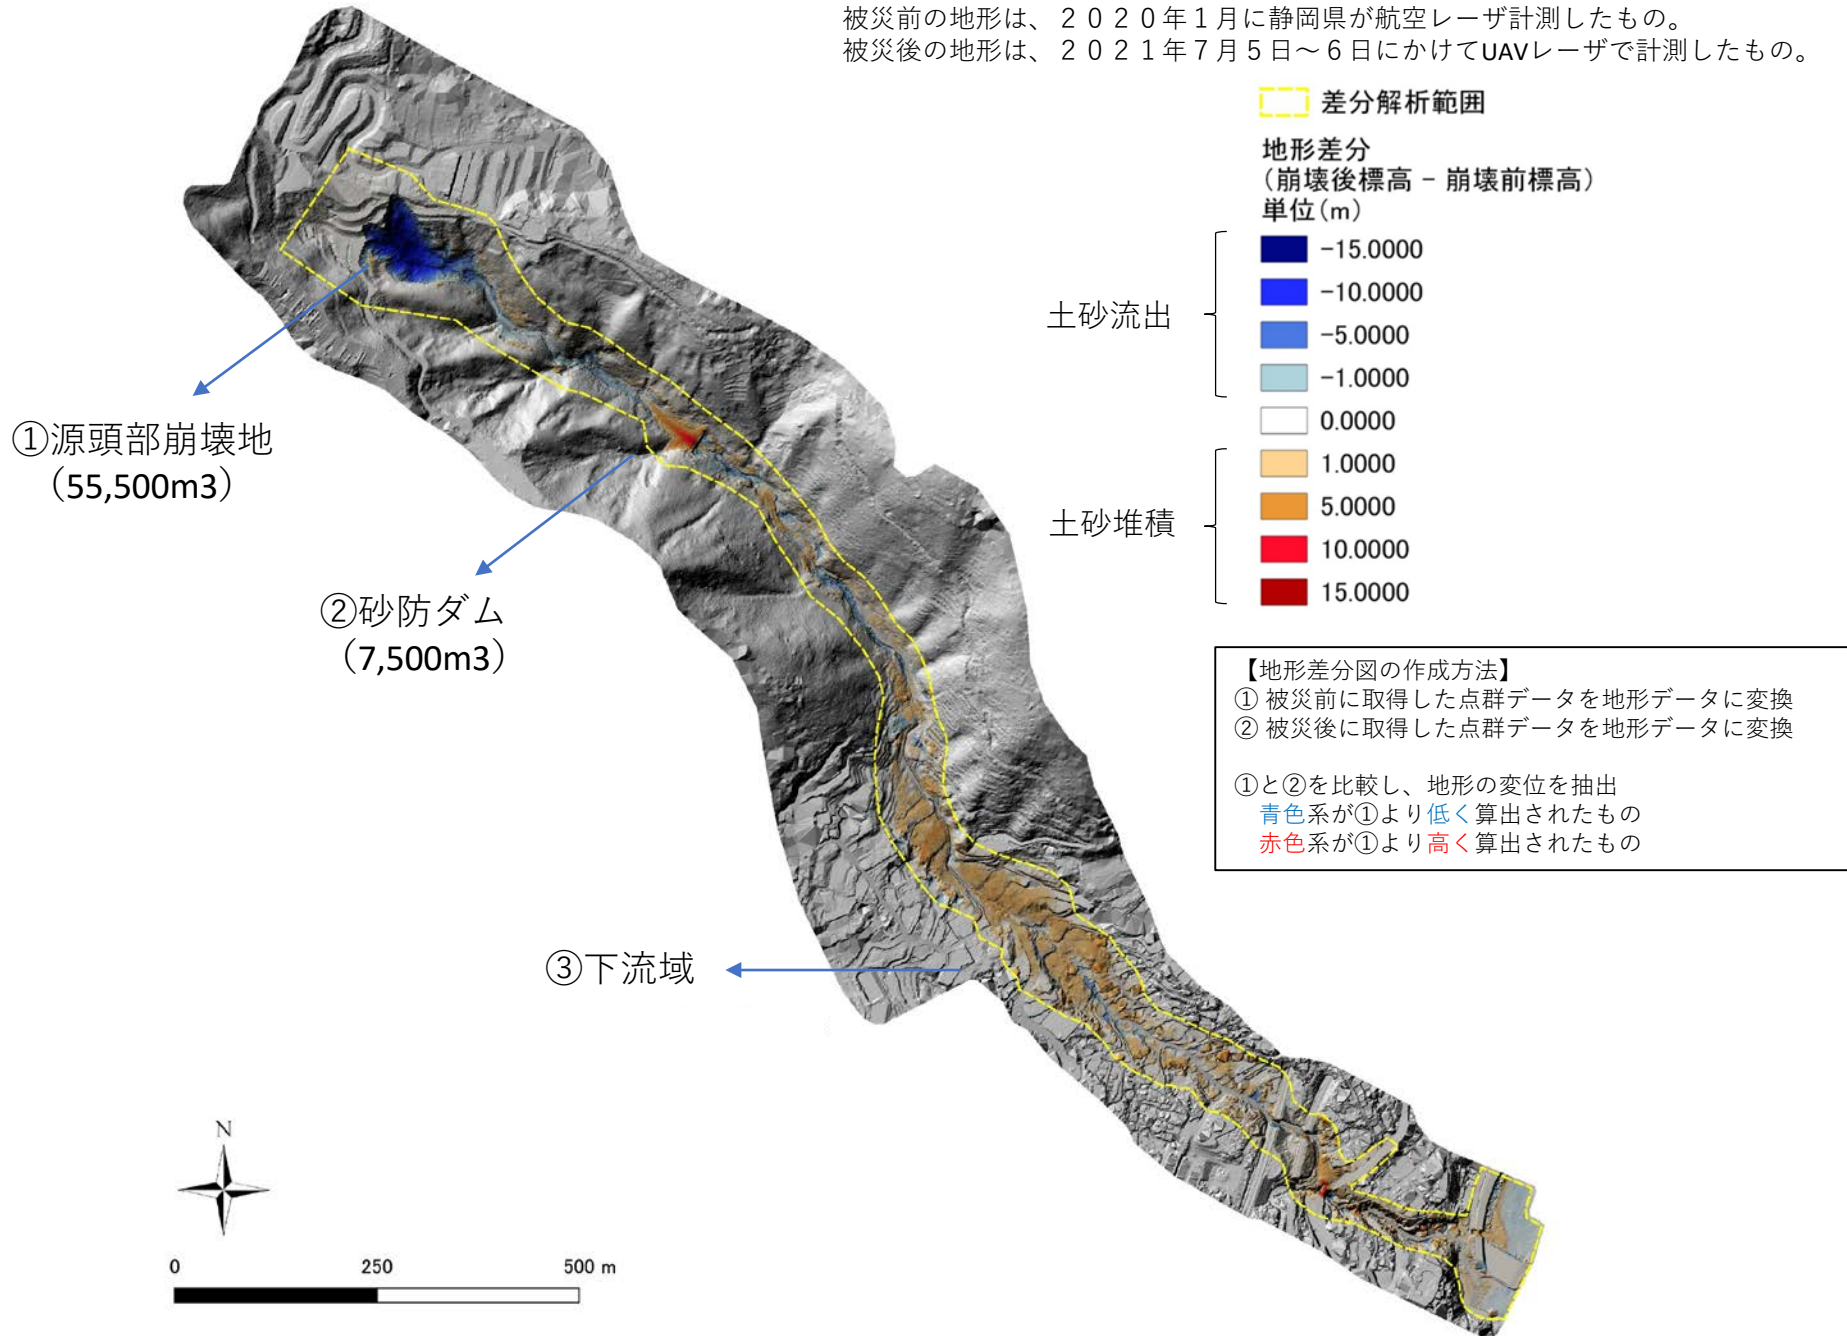 被災前の地形は、２０２０年１月に静岡県が航空レーザ計測したもの。
被災後の地形は、２０２１年７月５日～６日にかけてUAVレーザで計測したもの。
差分解析範囲
地形差分
（崩壊後標高 － 崩壊前標高）
単位(m)
土砂流出
-15.0000
-10.0000
-5.0000
-1.0000
0.0000
土砂堆積
1.0000
5.0000
10.0000
15.0000
①源頭部崩壊地
（55,500m3）
②砂防ダム
（7,500m3）
③下流域
【地形差分図の作成方法】
① 被災前に取得した点群データを地形データに変換
② 被災後に取得した点群データを地形データに変換
①と②を比較し、地形の変位を抽出
青色系が①より低く算出されたもの
赤色系が①より高く算出されたもの
N
0 250 500 m